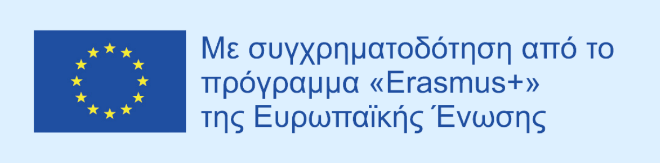 Με συγχρηματοδότηση από το
πρόγραμμα «Erasmus+»
της Ευρωπαϊκής Ένωσης